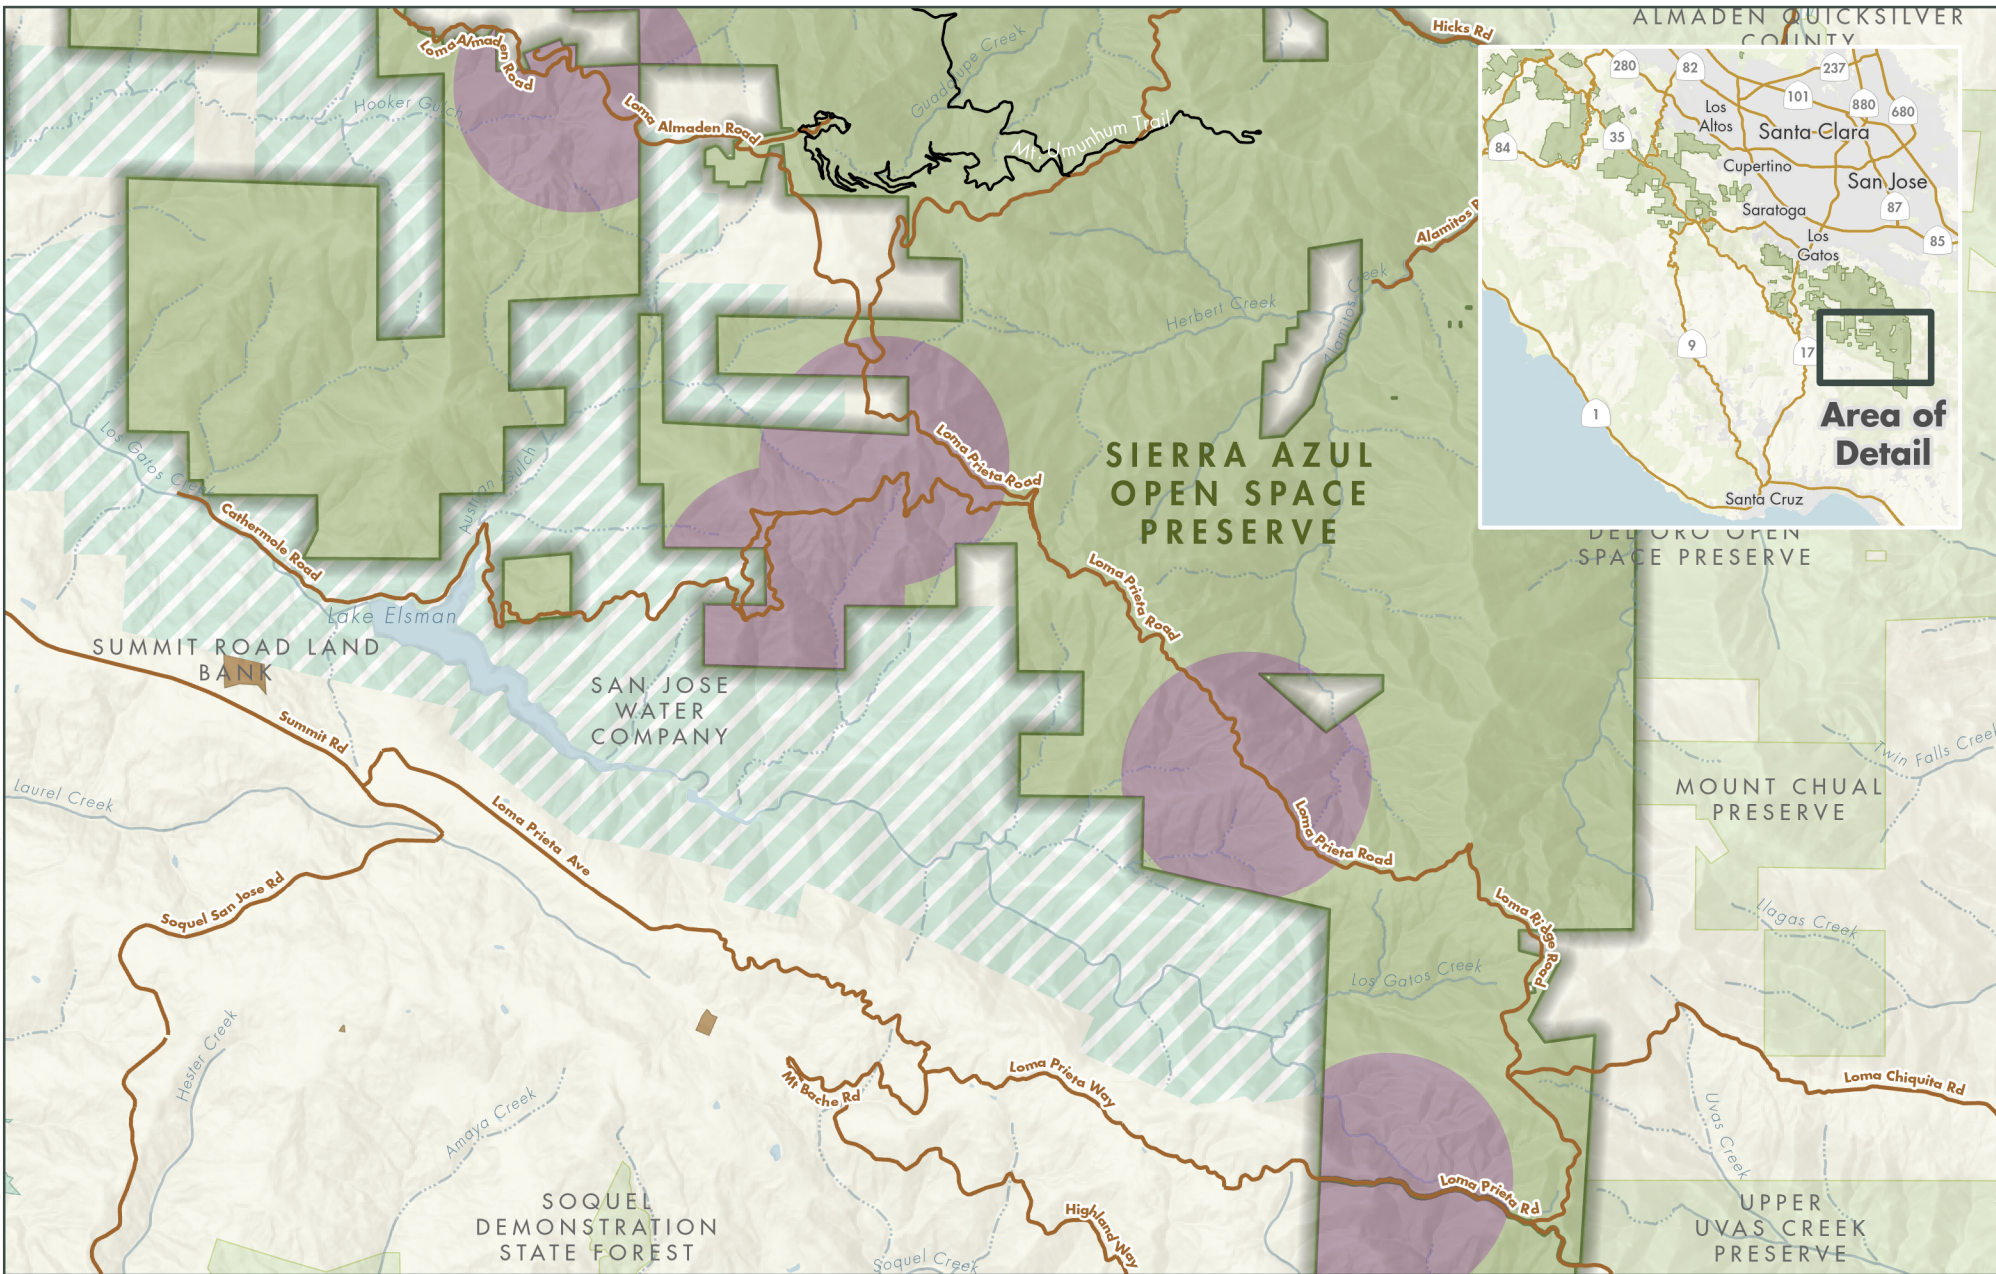 ALMADEN QUICKSILVER
COUNTY
Hicks Rd
Loma Almaden
Road
Guadalupe Creek
Hooker Gulch
Loma
Almaden Road
Mt. Umunhum Trail
Alamitos R
Herbert Creek
Alamitos Creek
280
82
237
101
880
680
Los
Altos
Santa Clara
35
84
Cupertino
San Jose
87
Saratoga
Los
Gatos
85
9
17
1
Area of
Detail
Santa Cruz
Los Gatos Creek
Austrian Gulch
Loma Prieta Road
SIERRA AZUL
OPEN SPACE
PRESERVE
Cathermole Road
DEL ORO OPEN
SPACE PRESERVE
Loma Prieta Road
Lake Elsman
SUMMIT ROAD LAND
BANK
SAN JOSE
WATER
COMPANY
Summit Rd
Twin Falls Creek
MOUNT CHUAL
PRESERVE
Laurel Creek
Loma Prieta Ave
Loma Prieta Road
Soquel San Jose Rd
Loma Ridge Road
Llagas Creek
Los Gatos Creek
Hester Creek
Amaya Creek
Mt Bache Rd
Loma Prieta Way
Loma Chiquita Rd
Uvas Creek
Loma Prieta Rd
SOQUEL
DEMONSTRATION
STATE FOREST
Highland Way
UPPER
UVAS CREEK
PRESERVE
Soquel Creek